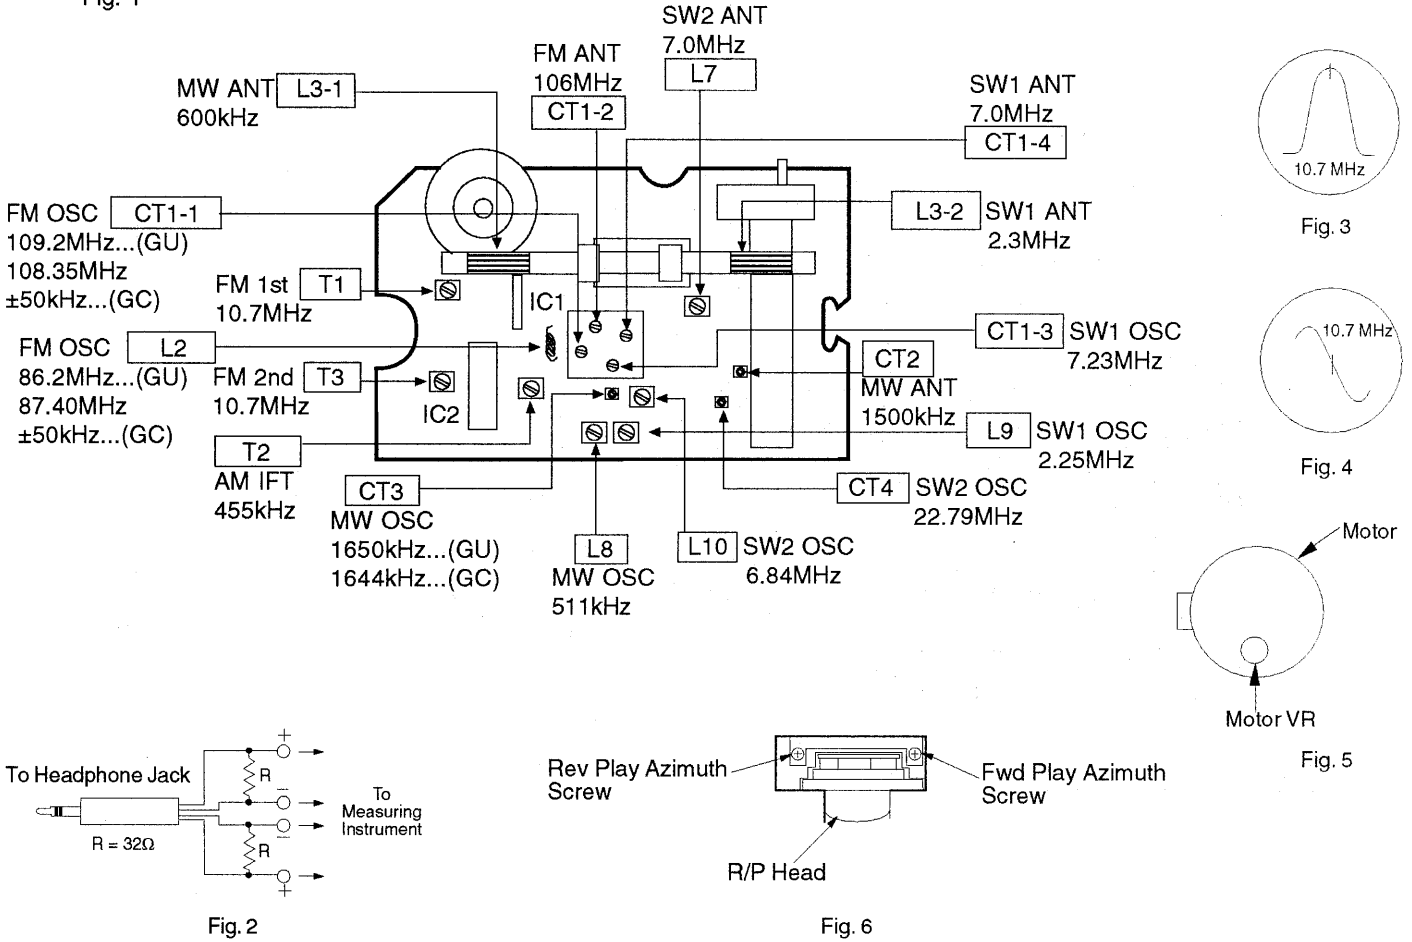 SW2 ANT
7.0MHz
L7
FM ANT
106MHz
CT1-2
MW ANT L3-1
600kHz
SW1 ANT
7.0MHz
CT1-4
10.7 MHz
Fig. 3
FM OSC CT1-1
109.2MHz...(GU)
108.35MHz
±50kHz...(GC)
L3-2 SW1 ANT
2.3MHz
FM 1st T1
10.7MHz
IC1
CT1-3 SW1 OSC
7.23MHz
10.7 MHz
Fig. 4
FM OSC L2
86.2MHz...(GU)
87.40MHz
±50kHz...(GC)
FM 2nd T3
10.7MHz
IC2
CT2
MW ANT
1500kHz
T2
AM IFT
455kHz
L9 SW1 OSC
2.25MHz
CT3
MW OSC
1650kHz...(GU)
1644kHz...(GC)
CT4 SW2 OSC
22.79MHz
L8
MW OSC
511kHz
L10 SW2 OSC
6.84MHz
Motor
Motor VR
Fig. 5
To Headphone Jack
R = 32Ω
+
R
−
−
R
+
To
Measuring
Instrument
Fig. 2
Rev Play Azimuth
Screw
Fwd Play Azimuth
Screw
R/P Head
Fig. 6